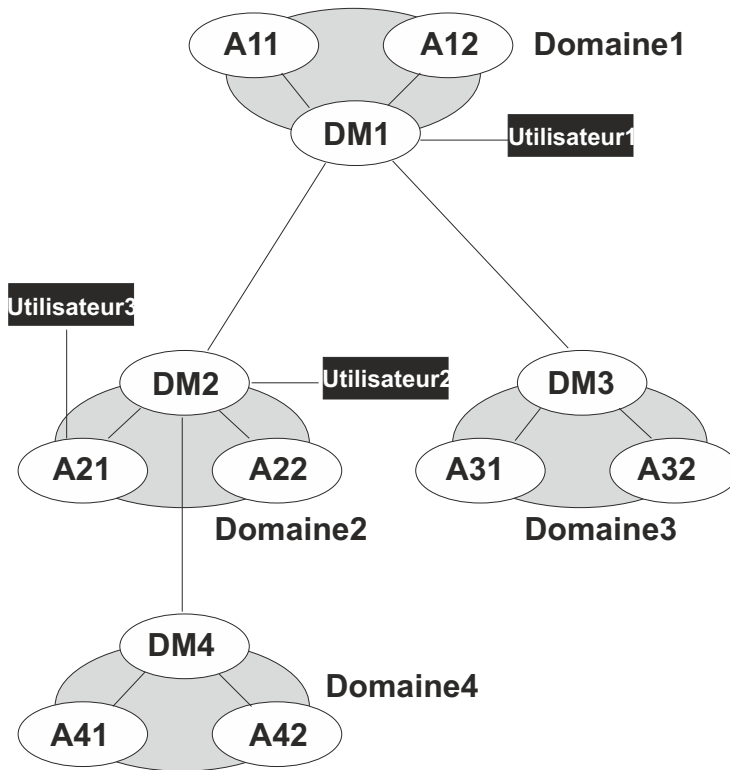 A11
A12
Domaine1
DM1
Utilisateur1
Utilisateur3
DM2
Utilisateur2
DM3
A21
A22
A31
A32
Domaine2
Domaine3
DM4
Domaine4
A41
A42